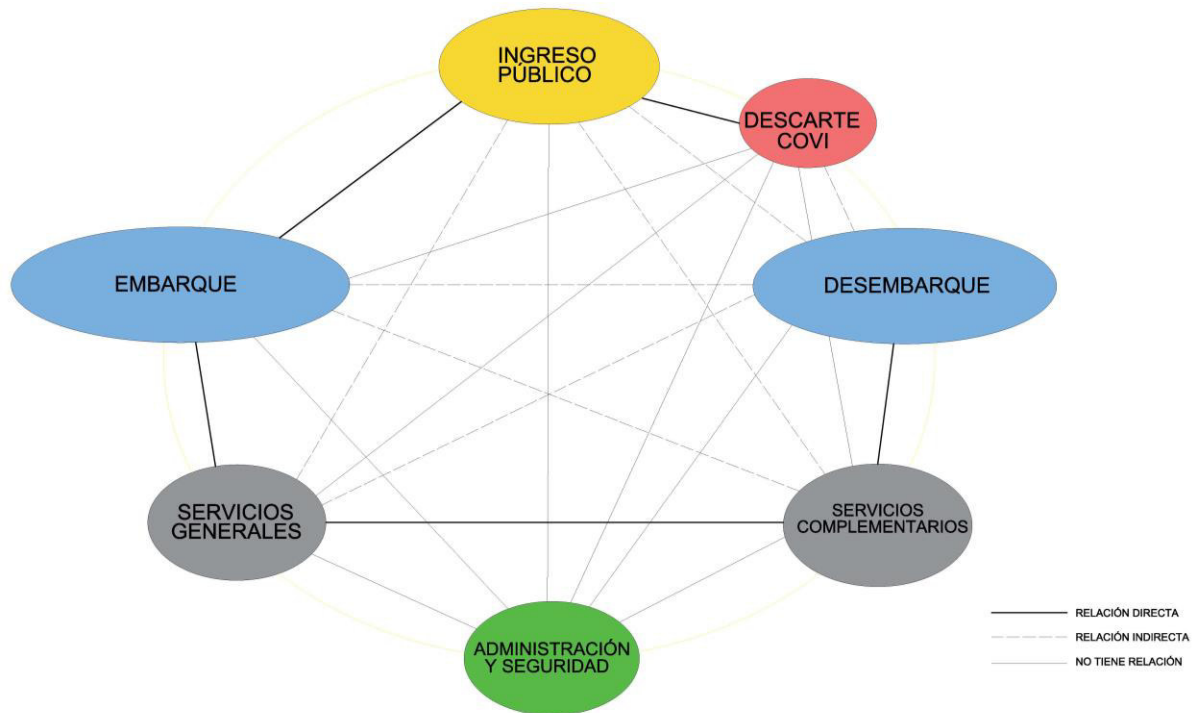 INGRESO
PÚBLICO
DESCARTE
COVI
EMBARQUE
DESEMBARQUE
SERVICIOS
GENERALES
SERVICIOS
COMPLEMENTARIOS
ADMINISTRACIÓN
Y SEGURIDAD
RELACIÓN DIRECTA
RELACIÓN INDIRECTA
NO TIENE RELACIÓN